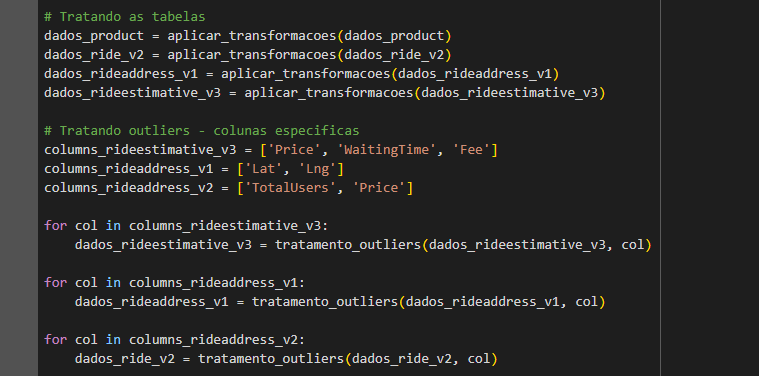 # Tratando as tabelas
dados_product = aplicar_transformacoes(dados_product)
dados_ride_v2 = aplicar_transformacoes(dados_ride_v2)
dados_rideaddress_v1 = aplicar_transformacoes(dados_rideaddress_v1)
dados_rideestimative_v3 = aplicar_transformacoes(dados_rideestimative_v3)
# Tratando outliers - colunas especificas
columns_rideestimative_v3 = ['Price', 'WaitingTime', 'Fee']
columns_rideaddress_v1 = ['Lat', 'Lng']
columns_rideaddress_v2 = ['TotalUsers', 'Price']
for col in columns_rideestimative_v3:
    dados_rideestimative_v3 = tratamento_outliers(dados_rideestimative_v3, col)
for col in columns_rideaddress_v1:
    dados_rideaddress_v1 = tratamento_outliers(dados_rideaddress_v1, col)
for col in columns_rideaddress_v2:
    dados_ride_v2 = tratamento_outliers(dados_ride_v2, col)